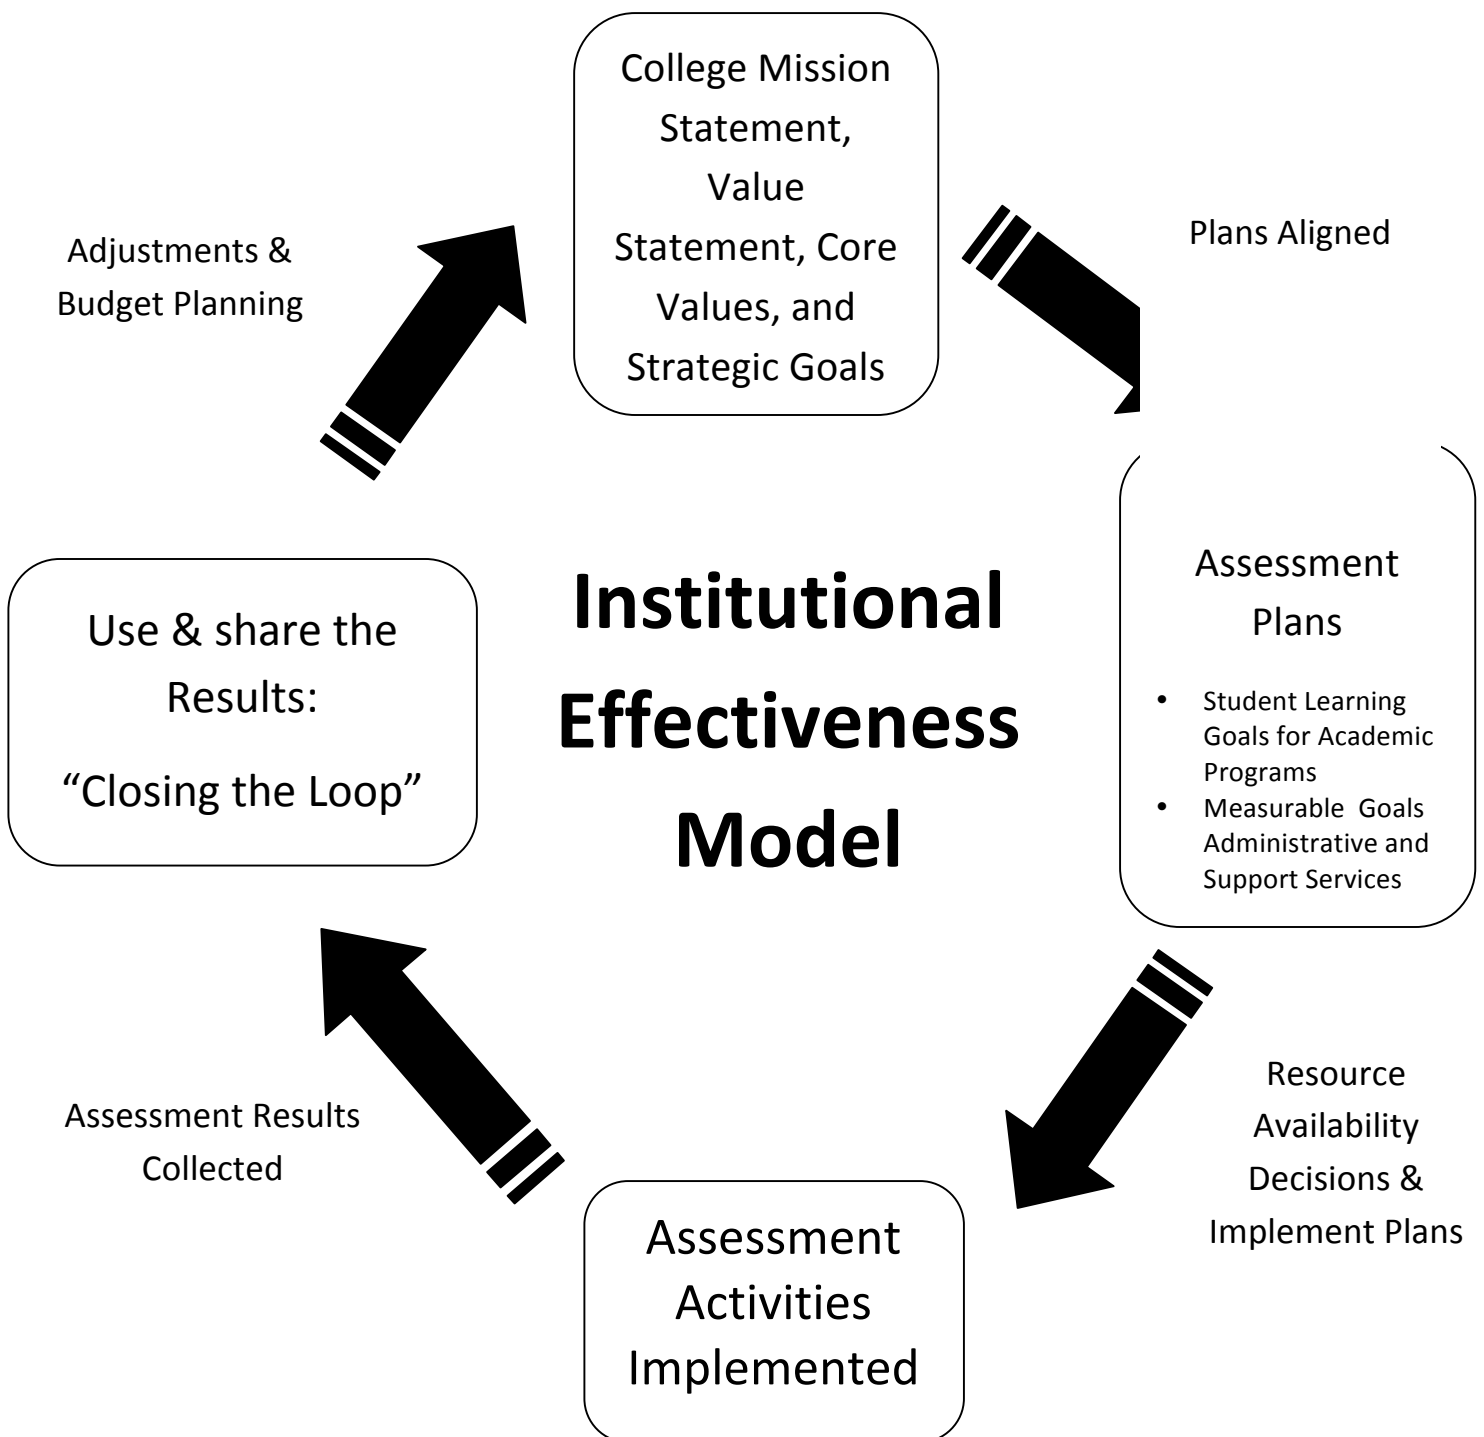 College Mission
Statement,
Value
Statement, Core
Values, and
Strategic Goals
Plans Aligned
Adjustments &
Budget Planning
Assessment
Plans
• Student Learning
Goals for Academic
Programs
• Measurable  Goals
Administrative and
Support Services
Institutional
Effectiveness
Model
Use & share the
Results:
“Closing the Loop”
Resource
Availability
Decisions &
Implement Plans
Assessment Results
Collected
Assessment
Activities
Implemented